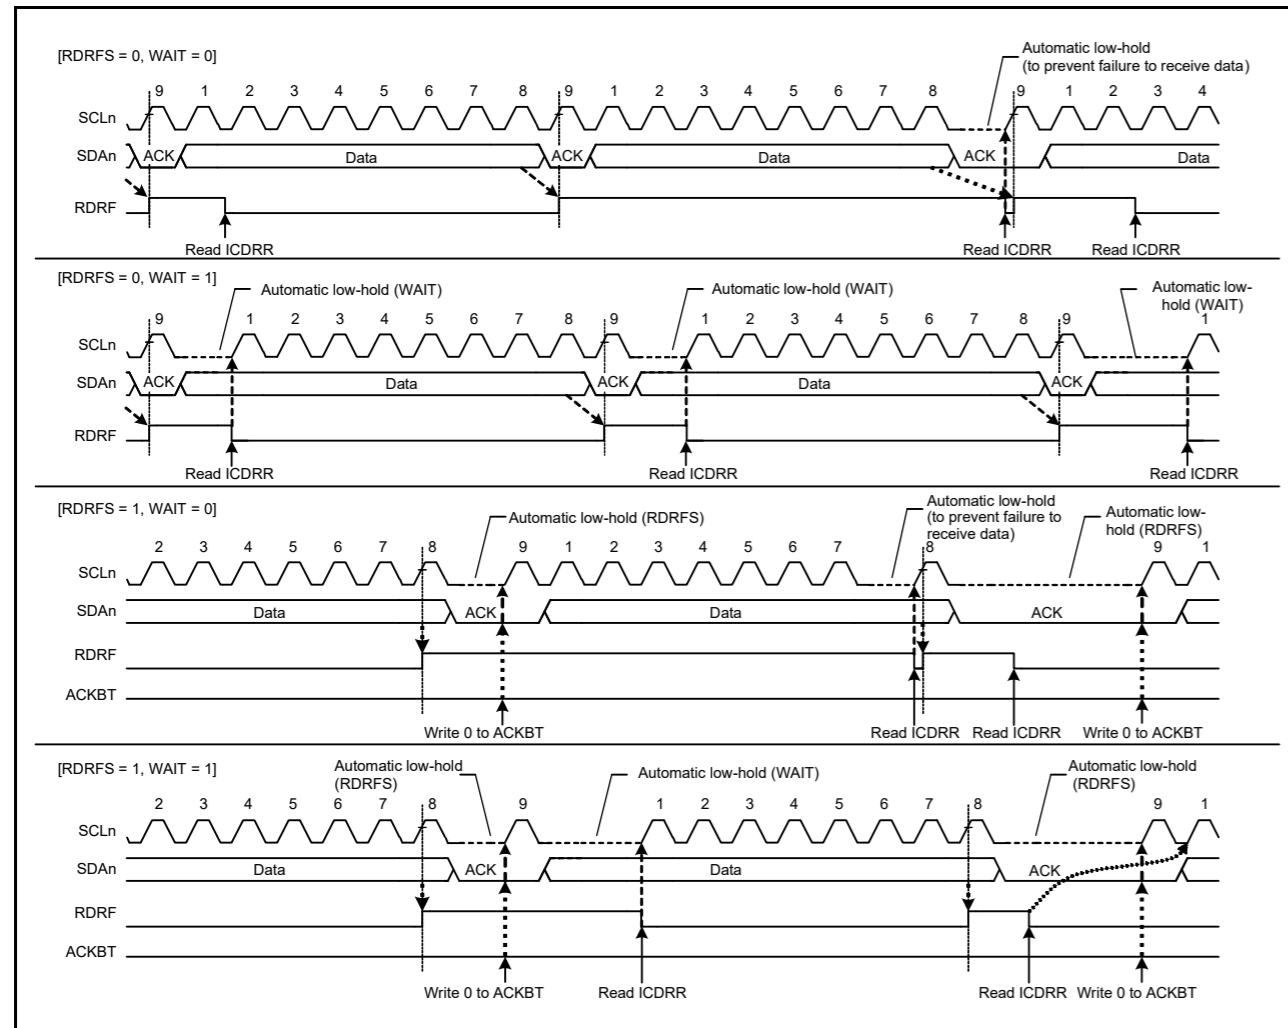 [RDRFS = 0, WAIT = 0]
Automatic low-hold
(to prevent failure to receive data)
9 1 2 3 4 5 6 7 8 9 1 2 3 4 5 6 7 8 9 1 2 3 4
SCLn
SDAn ACK Data ACK Data ACK Data
RDRF
Read ICDRR Read ICDRR Read ICDRR
[RDRFS = 0, WAIT = 1]
Automatic low-hold (WAIT) Automatic low-hold (WAIT) Automatic low-
hold (WAIT)
9 1 2 3 4 5 6 7 8 9 1 2 3 4 5 6 7 8 9 1
SCLn
SDAn ACK Data ACK Data ACK
RDRF
Read ICDRR Read ICDRR Read ICDRR
[RDRFS = 1, WAIT = 0]
Automatic low-hold (RDRFS)
Automatic low-hold
(to prevent failure to
receive data)
Automatic low-
hold (RDRFS)
2 3 4 5 6 7 8 9 1 2 3 4 5 6 7 8 9 1
SCLn
SDAn Data ACK Data ACK
RDRF
ACKBT
Write 0 to ACKBT Read ICDRR Read ICDRR Write 0 to ACKBT
[RDRFS = 1, WAIT = 1]
Automatic low-hold
(RDRFS)
Automatic low-hold (WAIT)
Automatic low-hold
(RDRFS)
2 3 4 5 6 7 8 9 1 2 3 4 5 6 7 8 9 1
SCLn
SDAn Data ACK Data ACK
RDRF
ACKBT
Write 0 to ACKBT Read ICDRR Read ICDRR Write 0 to ACKBT